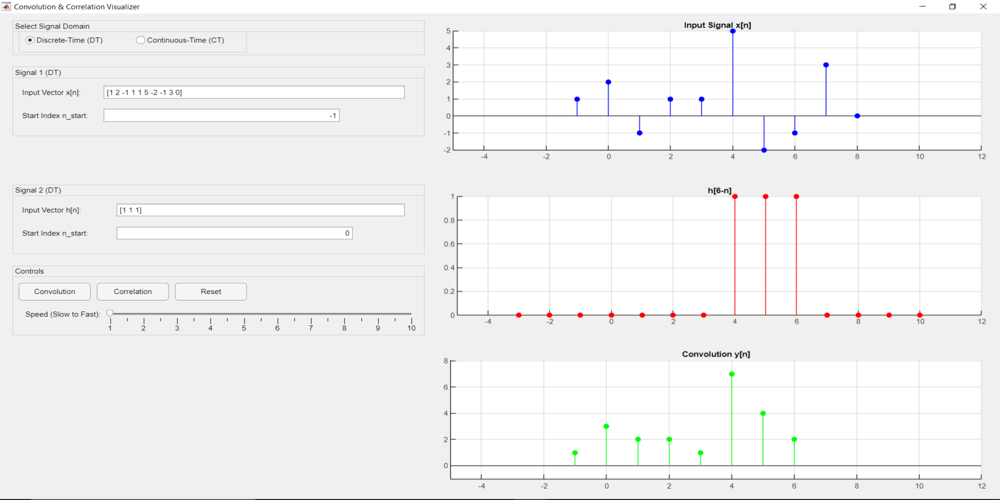 Convolution & Correlation Visualizer
Select Signal Domain
Discrete-Time (DT) Continuous-Time (CT)
Signal 1 (DT)
Input Vector x[n]: [1 2 -1 1 1 5 -2 -1 3 0]
Start Index n_start: -1
Signal 2 (DT)
Input Vector h[n]: [1 1 1]
Start Index n_start: 0
Controls
Convolution Correlation Reset
Speed (Slow to Fast):
1 2 3 4 5 6 7 8 9 10
Input Signal x[n]
5
4
3
2
1
0
-1
-2
-4 -2 0 2 4 6 8 10 12
h[6-n]
1
0.8
0.6
0.4
0.2
0
-4 -2 0 2 4 6 8 10 12
Convolution y[n]
8
6
4
2
0
-4 -2 0 2 4 6 8 10 12